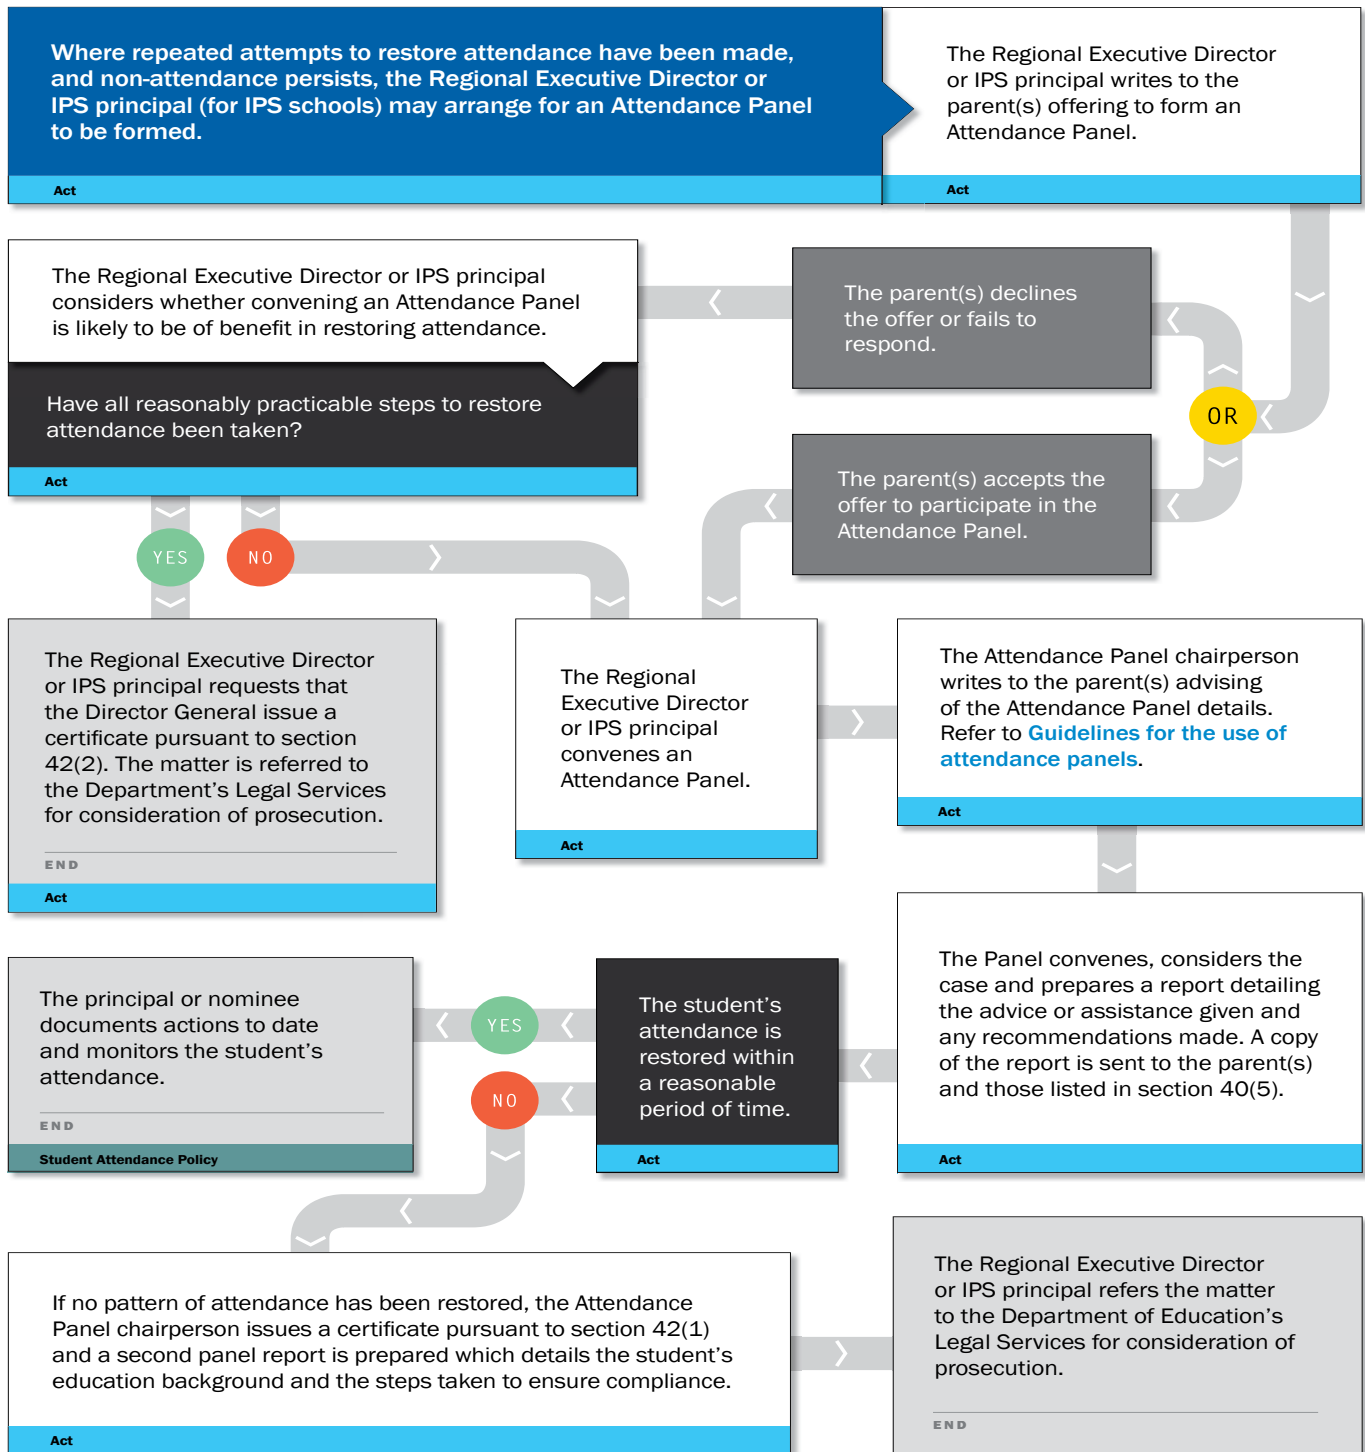 Where repeated attempts to restore attendance have been made,
and non-attendance persists, the Regional Executive Director or
IPS principal (for IPS schools) may arrange for an Attendance Panel
to be formed.
Act
The Regional Executive Director
or IPS principal writes to the
parent(s) offering to form an
Attendance Panel.
Act
The Regional Executive Director or IPS principal
considers whether convening an Attendance Panel
is likely to be of benefit in restoring attendance.
Have all reasonably practicable steps to restore
attendance been taken?
Act
The parent(s) declines
the offer or fails to
respond.
OR
The parent(s) accepts the
offer to participate in the
Attendance Panel.
YES
NO
The Regional Executive Director
or IPS principal requests that
the Director General issue a
certificate pursuant to section
42(2). The matter is referred to
the Department’s Legal Services
for consideration of prosecution.
END
Act
The Regional
Executive Director
or IPS principal
convenes an
Attendance Panel.
Act
The Attendance Panel chairperson
writes to the parent(s) advising
of the Attendance Panel details.
Refer to Guidelines for the use of
attendance panels.
Act
The Panel convenes, considers the
case and prepares a report detailing
the advice or assistance given and
any recommendations made. A copy
of the report is sent to the parent(s)
and those listed in section 40(5).
Act
The student’s
attendance is
restored within
a reasonable
period of time.
Act
YES
NO
The principal or nominee
documents actions to date
and monitors the student’s
attendance.
END
Student Attendance Policy
If no pattern of attendance has been restored, the Attendance
Panel chairperson issues a certificate pursuant to section 42(1)
and a second panel report is prepared which details the student’s
education background and the steps taken to ensure compliance.
Act
The Regional Executive Director
or IPS principal refers the matter
to the Department of Education’s
Legal Services for consideration of
prosecution.
END